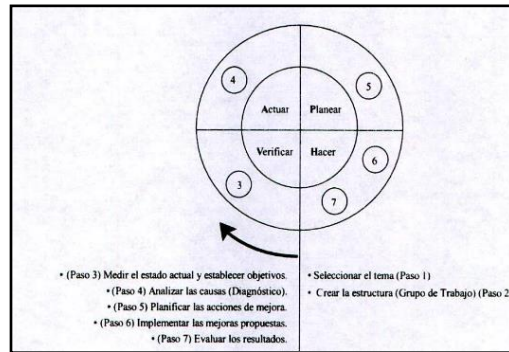 4
5
Actuar
Planear
Verificar
Hacer
6
3
7
• (Paso 3) Medir el estado actual y establecer objetivos.
• (Paso 4) Analizar las causas (Diagnóstico).
• (Paso 5) Planificar las acciones de mejora.
• (Paso 6) Implementar las mejoras propuestas.
• (Paso 7) Evaluar los resultados.
• Seleccionar el tema (Paso 1)
• Crear la estructura (Grupo de Trabajo) (Paso 2